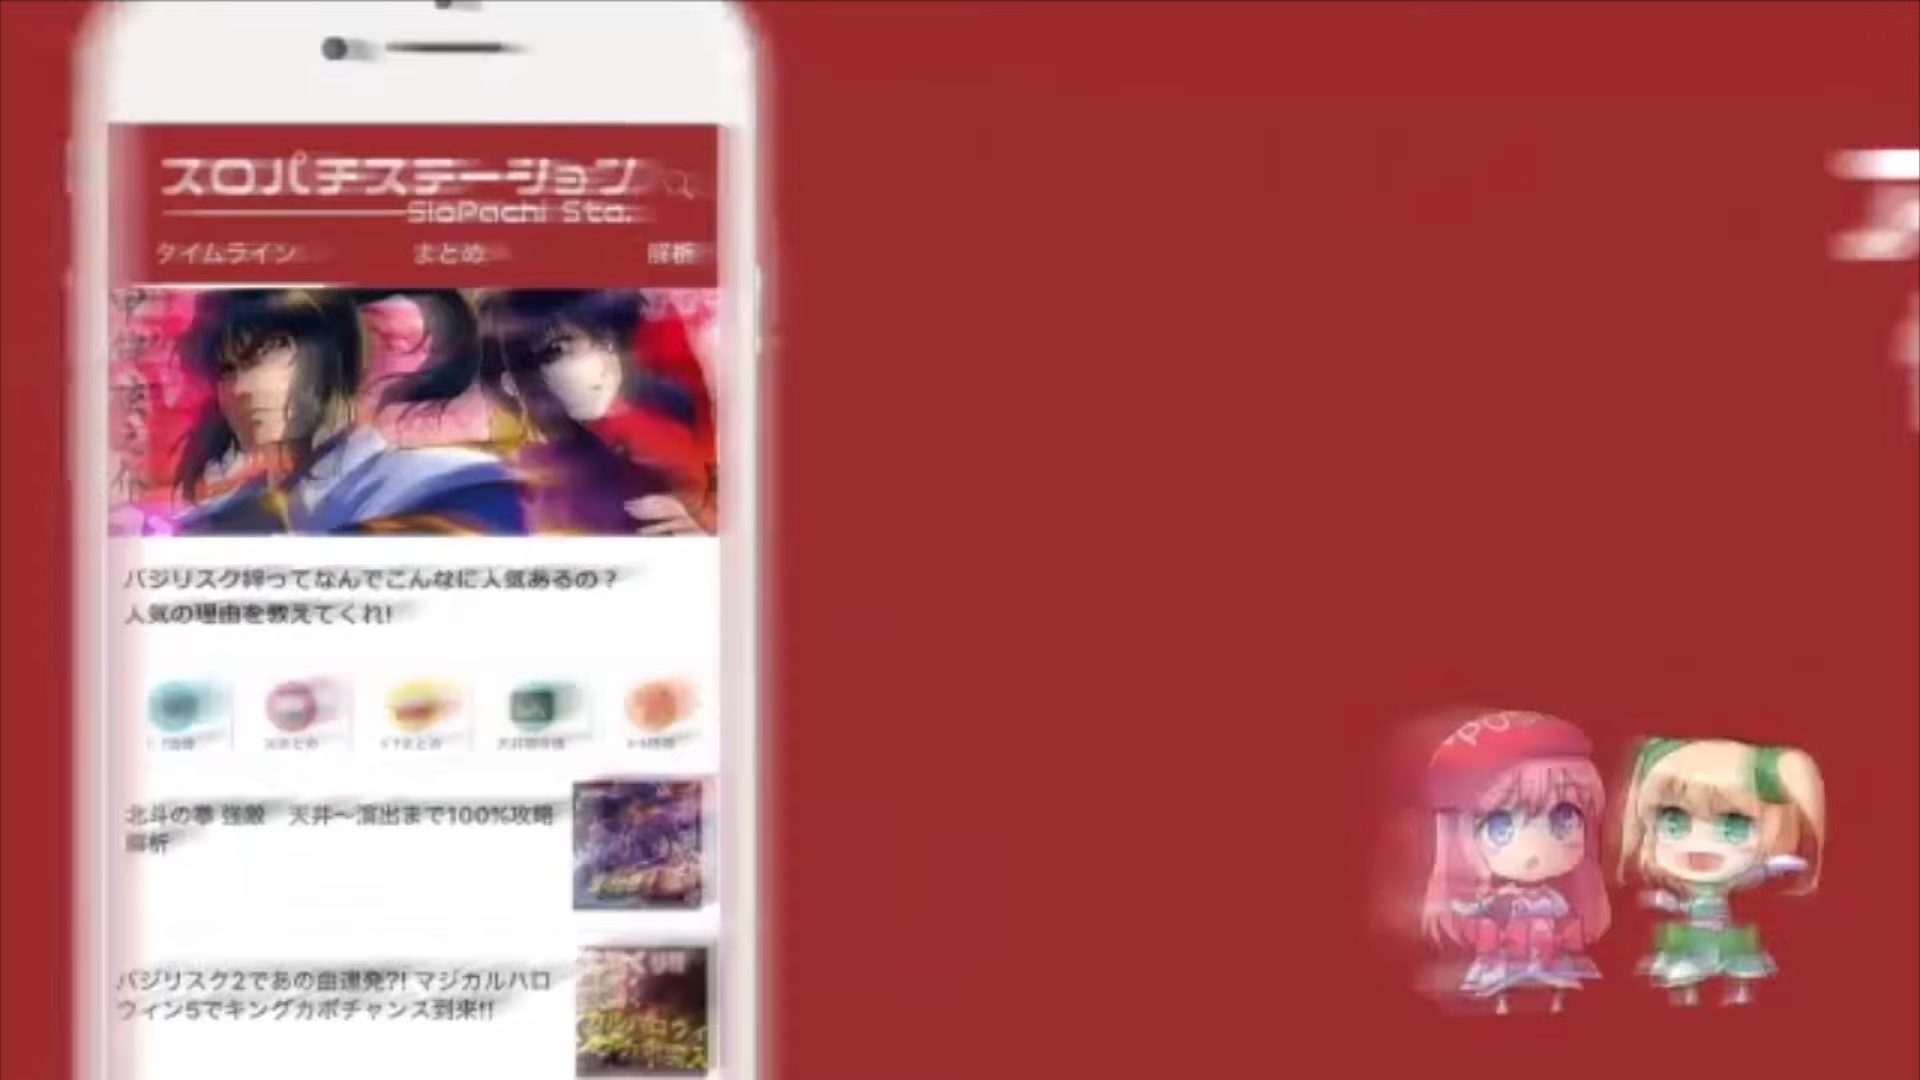 スロパチステーション
SloPachi Sta.
タイムライン まとめ 解析
甲賀弦之介
バジリスク絆ってなんでこんなに人気あるの？
人気の理由を教えてくれ!
北斗の拳 強敵 天井〜演出まで100%攻略
解析
バジリスク2であの曲連発?! マジカルハロ
ウィン5でキングカボチャンス到来!!